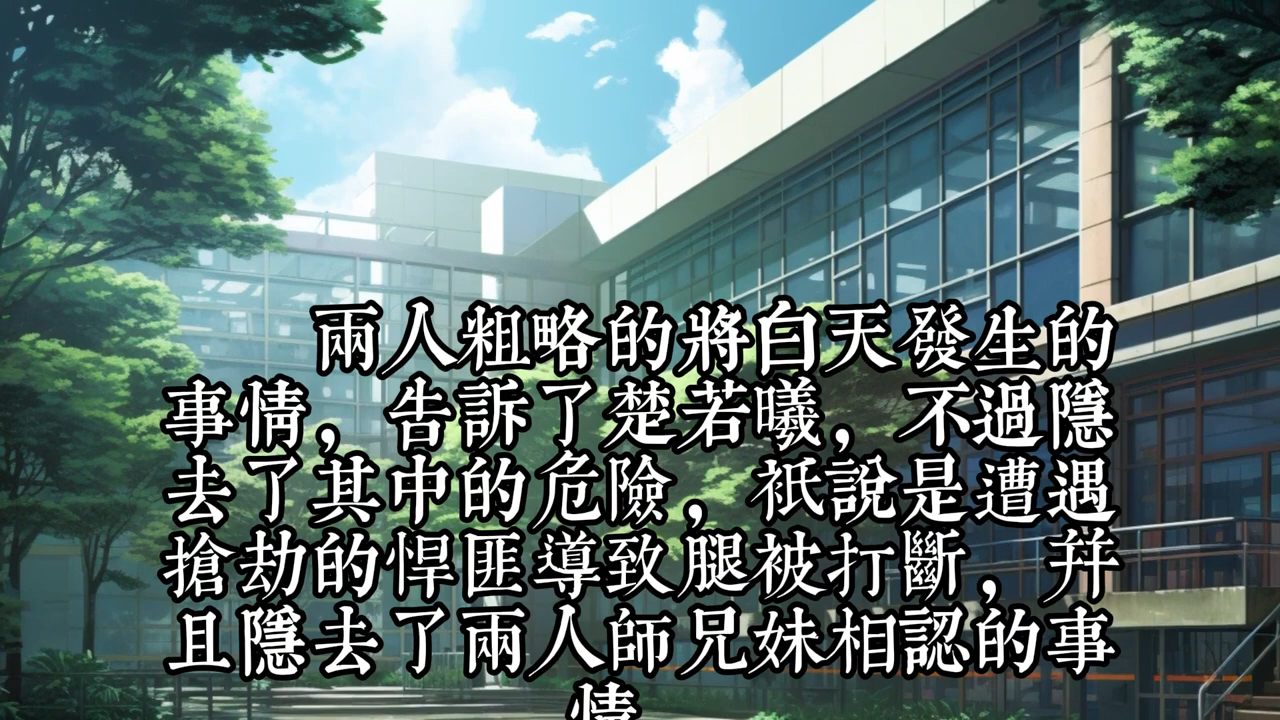 兩人粗略的將白天發生的
事情，告訴了楚若曦，不過隱
去了其中的危險，祇說是遭遇
搶劫的悍匪導致腿被打斷，幷
且隱去了兩人師兄妹相認的事
情